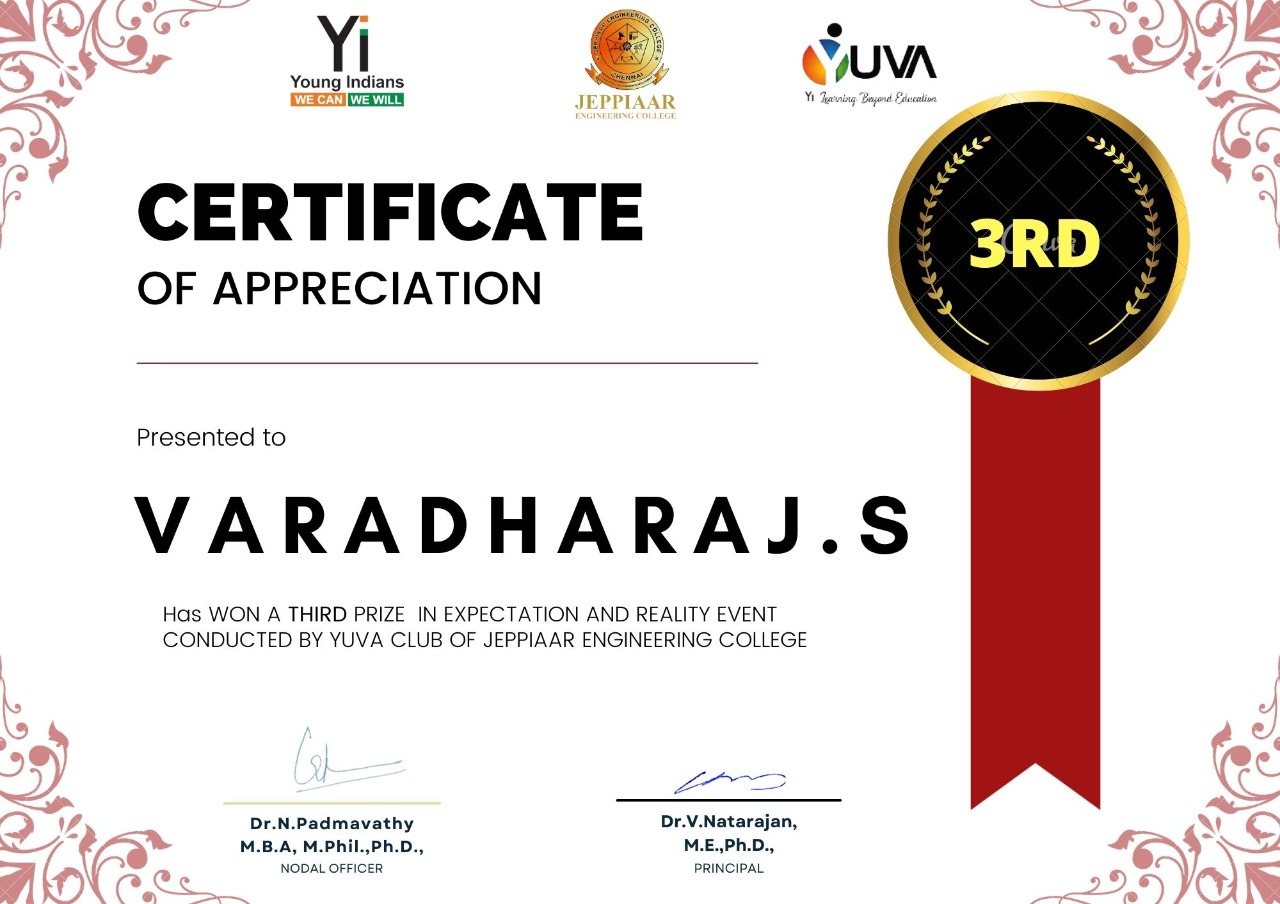 Yi
Young Indians
WE CAN WE WILL
JEPPIAAR ENGINEERING COLLEGE
CHENNAI
JEPPIAAR
ENGINEERING COLLEGE
YUVA
Yi Learning Beyond Education
CERTIFICATE
OF APPRECIATION
3RD
Presented to
VARADHARAJ.S
Has WON A THIRD PRIZE IN EXPECTATION AND REALITY EVENT
CONDUCTED BY YUVA CLUB OF JEPPIAAR ENGINEERING COLLEGE
Dr.N.Padmavathy
M.B.A, M.Phil.,Ph.D.,
NODAL OFFICER
Dr.V.Natarajan,
M.E.,Ph.D.,
PRINCIPAL